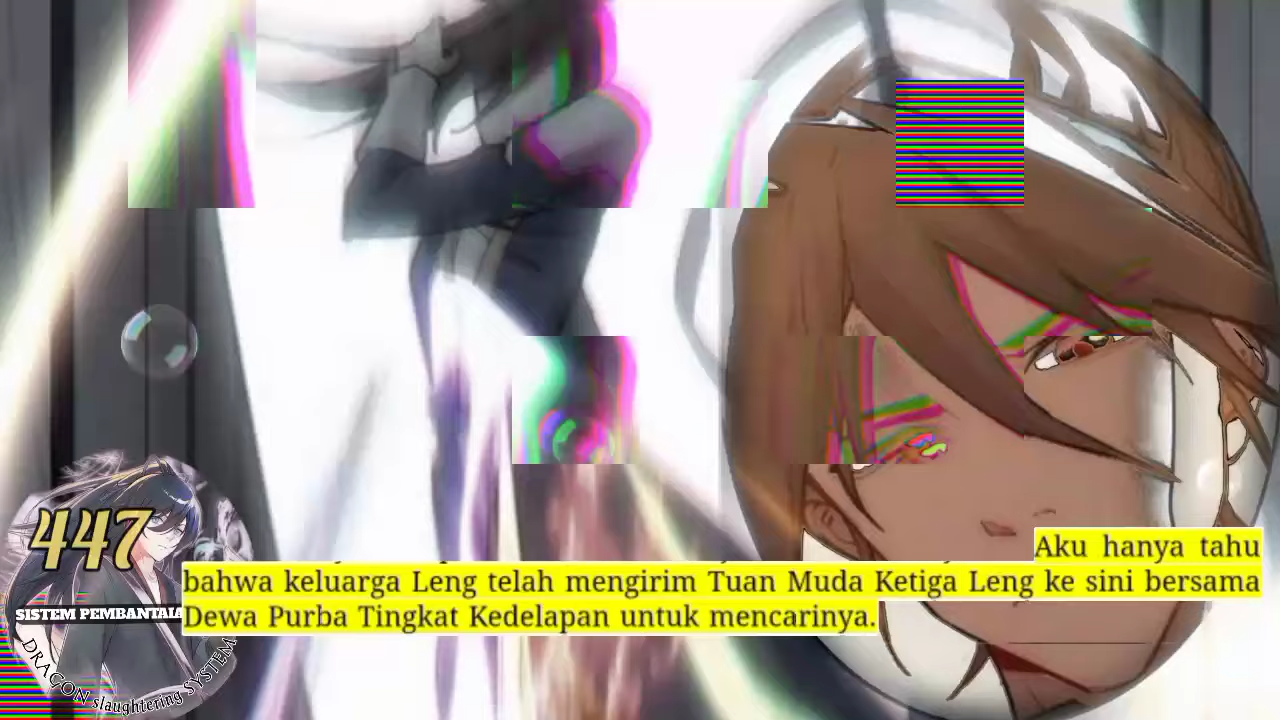 447
SISTEM PEMBANTAIA
DRAGON slaughtering SYSTEM
Aku hanya tahu
bahwa keluarga Leng telah mengirim Tuan Muda Ketiga Leng ke sini bersama
Dewa Purba Tingkat Kedelapan untuk mencarinya.